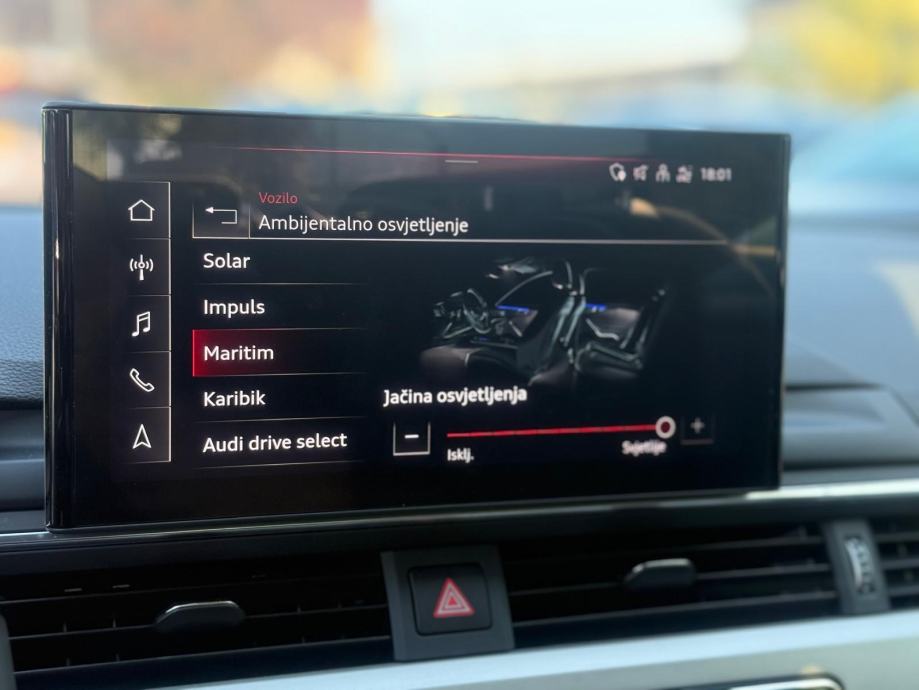 18:01
Vozilo
Ambijentalno osvjetljenje
Solar
Impuls
Maritim
Karibik
Audi drive select
Jačina osvjetljenja
- +
Isklj.
Svjetlije